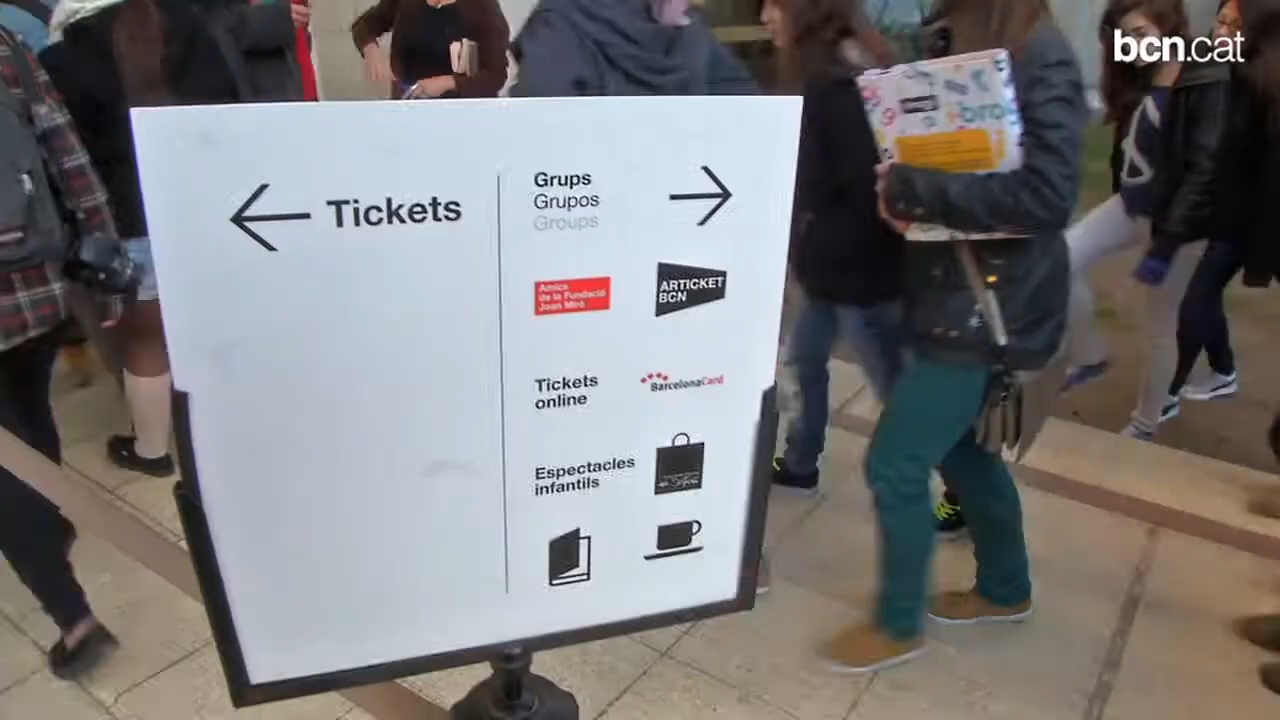 bcn.cat
Tickets
Grups
Grupos
Groups
Amics
de la Fundació
Joan Miró
ARTICKET
BCN
Tickets
online
BarcelonaCard
Espectacles
infantils